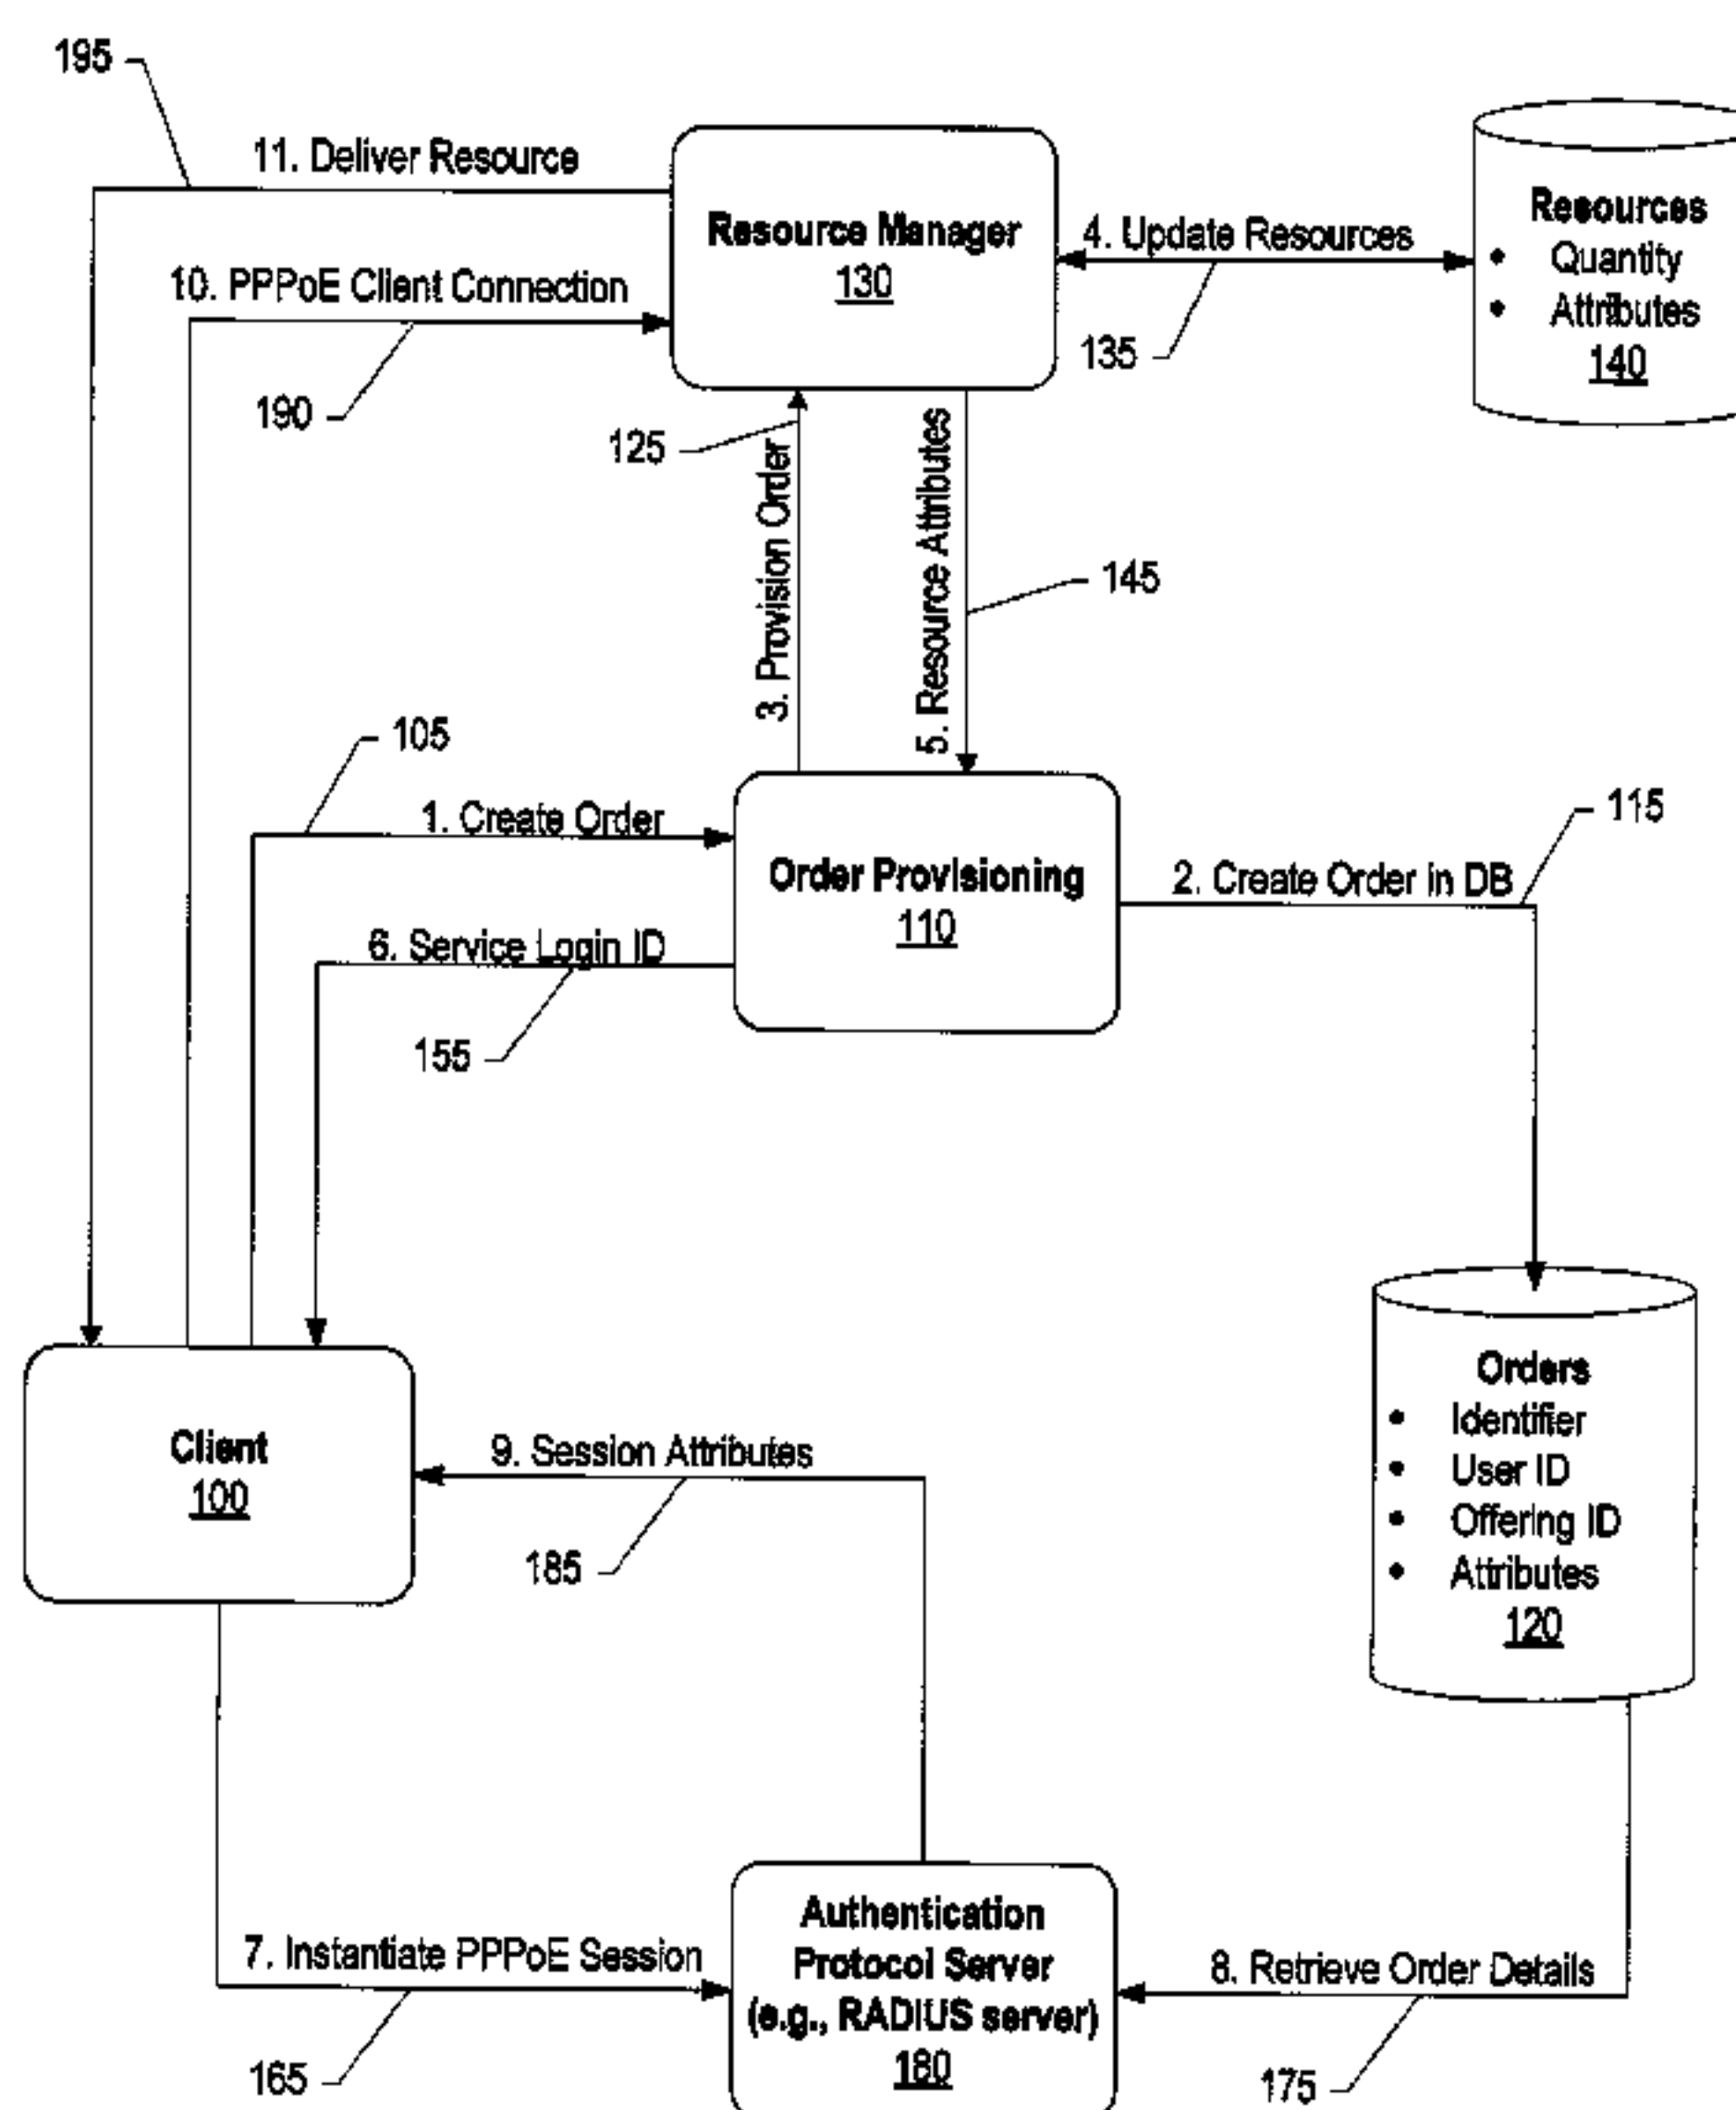 195
11. Deliver Resource
Resource Manager
130
4. Update Resources
135
Resources
• Quantity
• Attributes
140
10. PPPoE Client Connection
190
125
3. Provision Order
5. Resource Attributes
145
105
1. Create Order
Order Provisioning
110
2. Create Order in DB
115
6. Service Login ID
155
Client
100
9. Session Attributes
185
Orders
• Identifier
• User ID
• Offering ID
• Attributes
120
7. Instantiate PPPoE Session
165
Authentication
Protocol Server
(e.g., RADIUS server)
180
8. Retrieve Order Details
175